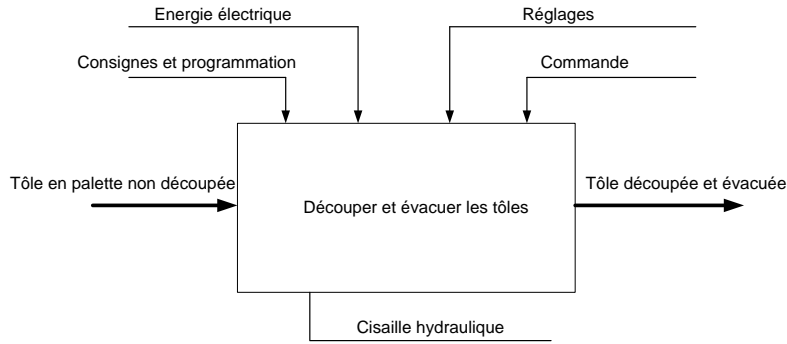 Energie électrique
Réglages
Consignes et programmation
Commande
Tôle en palette non découpée
Découper et évacuer les tôles
Tôle découpée et évacuée
Cisaille hydraulique